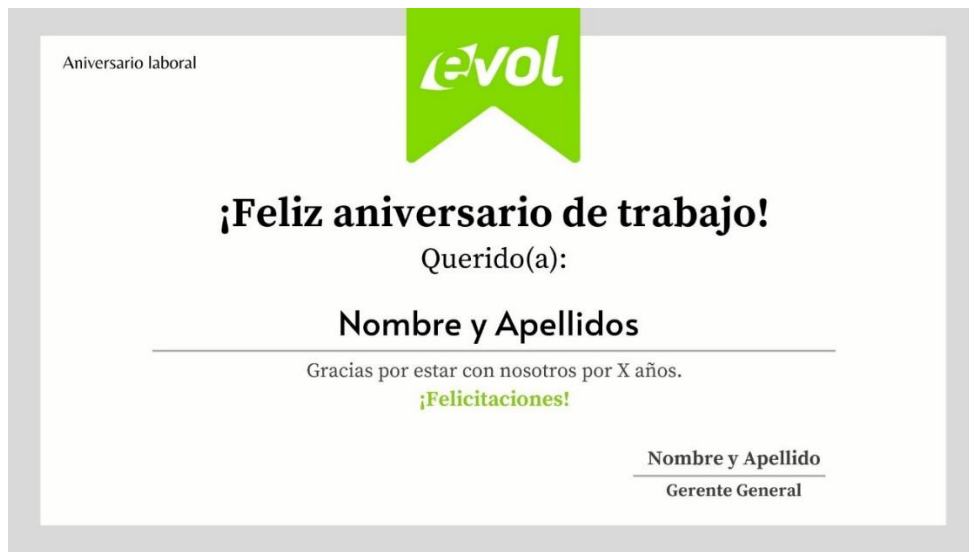 Aniversario laboral
evol
¡Feliz aniversario de trabajo!
Querido(a):
Nombre y Apellidos
Gracias por estar con nosotros por X años.
¡Felicitaciones!
Nombre y Apellido
Gerente General